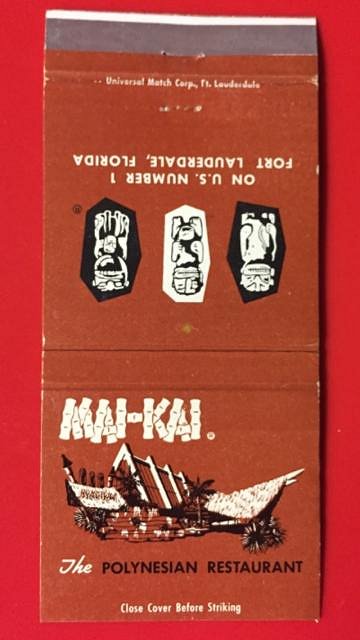 Universal Match Corp., Ft. Lauderdale
ON U.S. NUMBER 1
FORT LAUDERDALE, FLORIDA
®
MAI-KAI®
The POLYNESIAN RESTAURANT
Close Cover Before Striking